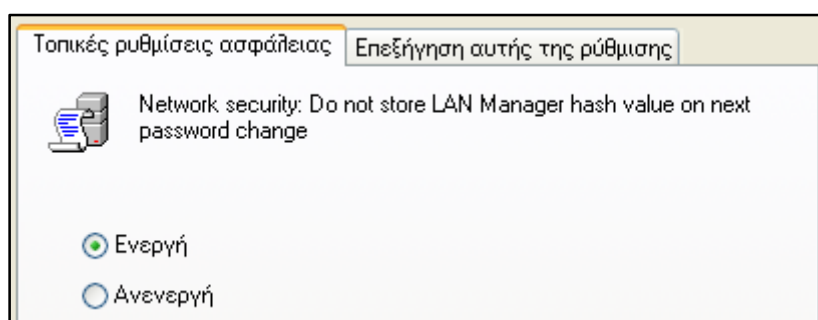 Τοπικές ρυθμίσεις ασφάλειας Επεξήγηση αυτής της ρύθμισης
Network security: Do not store LAN Manager hash value on next
password change
Ενεργή
Ανενεργή